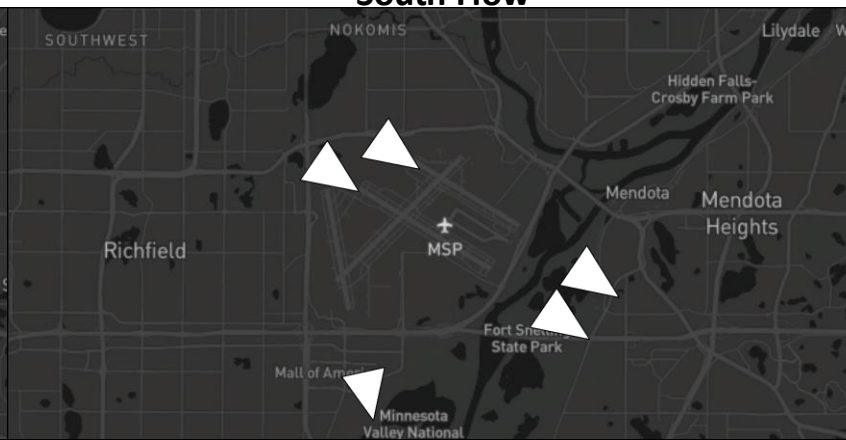 South Flow
SOUTHWEST
NOKOMIS
Lilydale
W
Hidden Falls-
Crosby Farm Park
Mendota
Mendota
Heights
Richfield
MSP
S
Fort Snelling
State Park
Mall of Ameri
Minnesota
Valley National